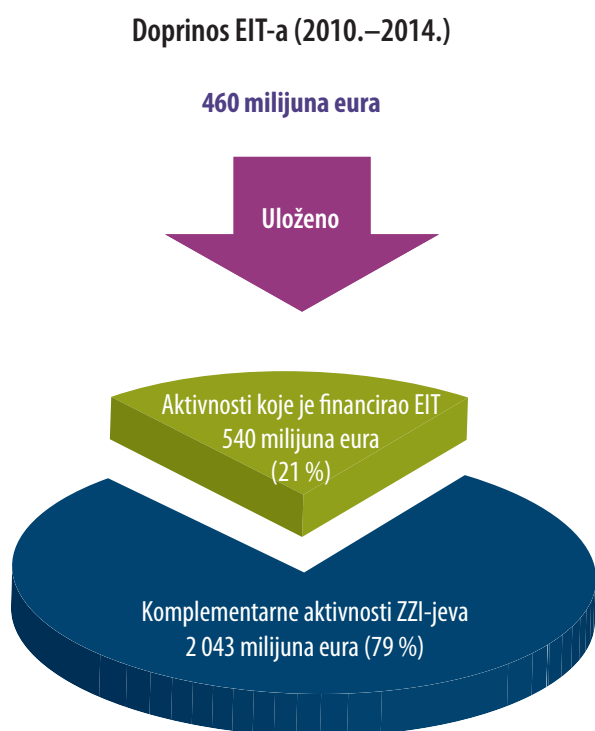 Doprinos EIT-a (2010.–2014.)
460 milijuna eura
Uloženo
Aktivnosti koje je financirao EIT
540 milijuna eura
(21 %)
Komplementarne aktivnosti ZZI-jeva
2 043 milijuna eura (79 %)